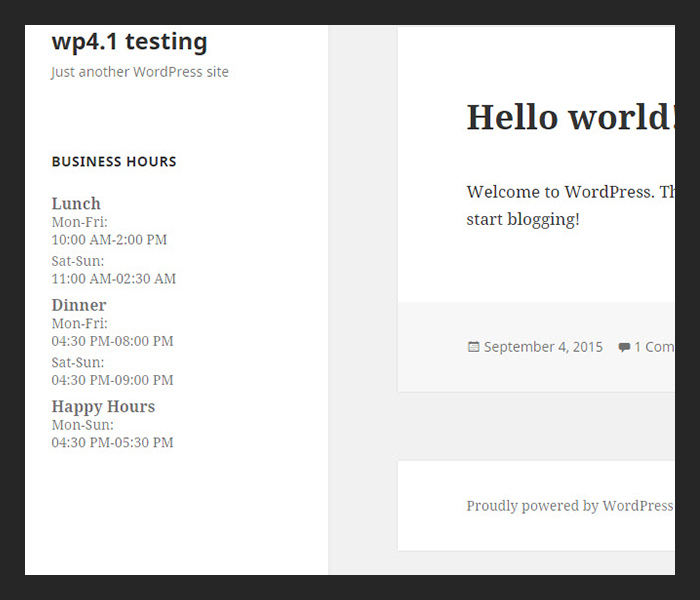 wp4.1 testing
Just another WordPress site
BUSINESS HOURS
Lunch
Mon-Fri:
10:00 AM-2:00 PM
Sat-Sun:
11:00 AM-02:30 AM
Dinner
Mon-Fri:
04:30 PM-08:00 PM
Sat-Sun:
04:30 PM-09:00 PM
Happy Hours
Mon-Sun:
04:30 PM-05:30 PM
Hello world!
Welcome to WordPress. Th
start blogging!
September 4, 2015 1 Com
Proudly powered by WordPress